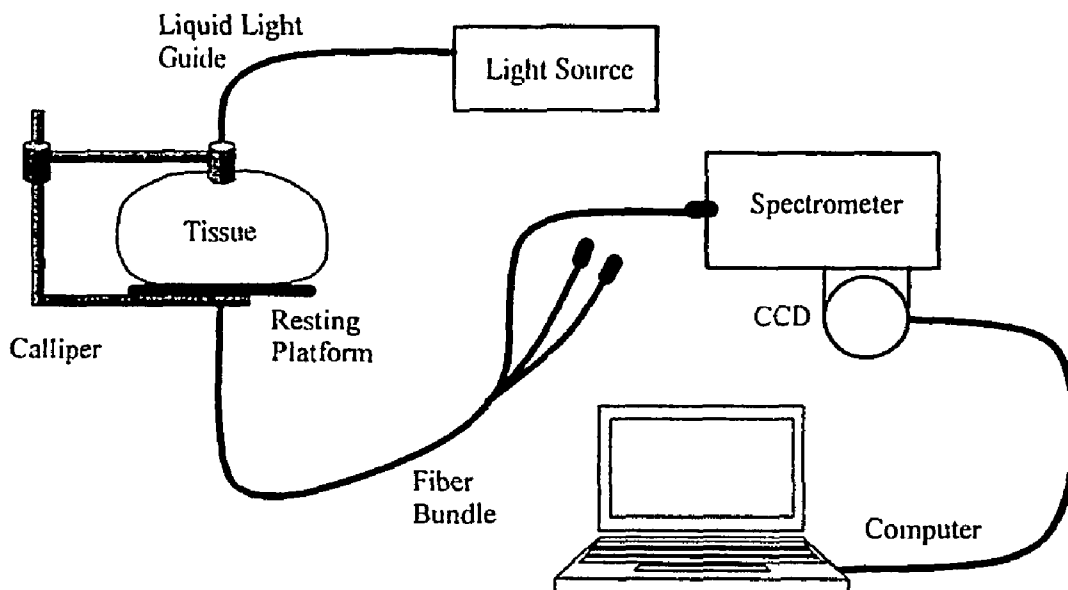 Liquid Light
Guide
Light Source
Spectrometer
Tissue
CCD
Resting
Platform
Calliper
Fiber
Bundle
Computer